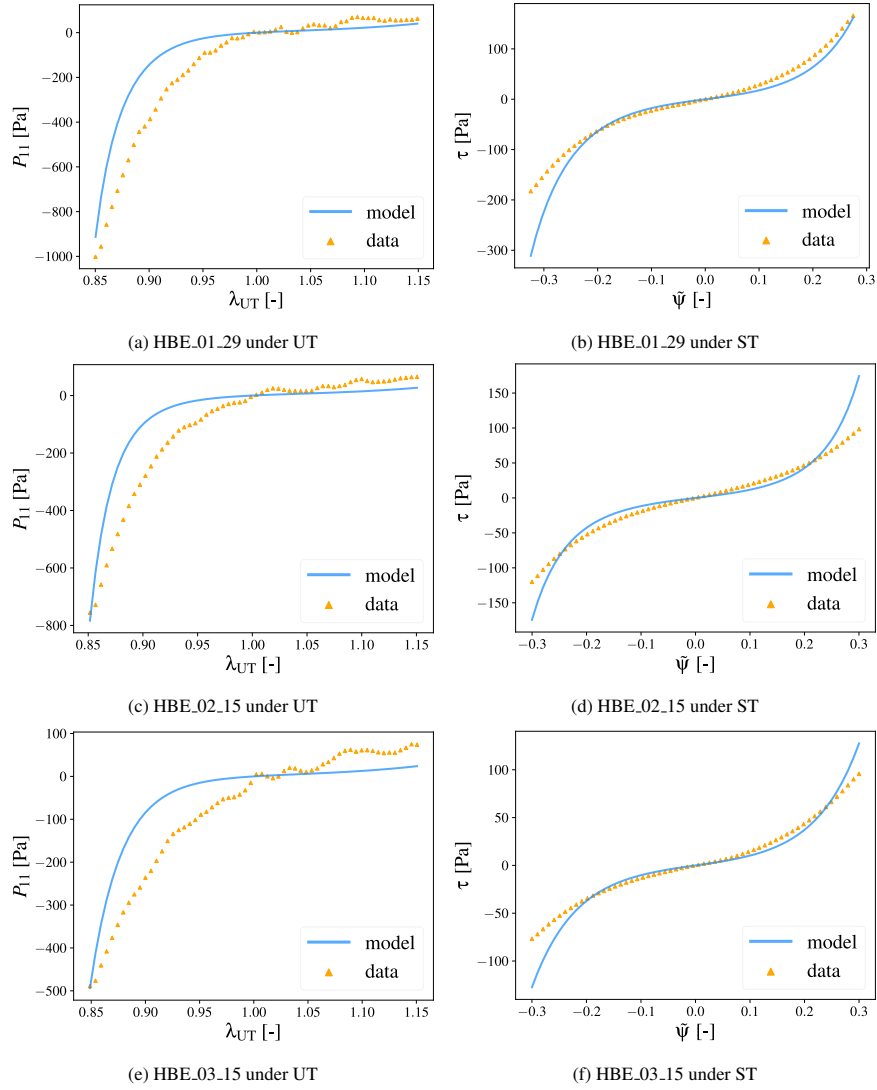 0
−200
−400
−600
−800
−1000
P₁₁ [Pa]
0.85 0.90 0.95 1.00 1.05 1.10 1.15
λ_UT [-]
model
data
(a) HBE_01_29 under UT
100
0
−100
−200
−300
τ [Pa]
−0.3 −0.2 −0.1 0.0 0.1 0.2
ψ̃ [-]
model
data
(b) HBE_01_29 under ST
0
−200
−400
−600
−800
P₁₁ [Pa]
0.85 0.90 0.95 1.00 1.05 1.10 1.15
λ_UT [-]
model
data
(c) HBE_02_15 under UT
150
100
50
0
−50
−100
−150
τ [Pa]
−0.3 −0.2 −0.1 0.0 0.1 0.2 0.3
ψ̃ [-]
model
data
(d) HBE_02_15 under ST
100
0
−100
−200
−300
−400
−500
P₁₁ [Pa]
0.85 0.90 0.95 1.00 1.05 1.10 1.15
λ_UT [-]
model
data
(e) HBE_03_15 under UT
100
50
0
−50
−100
τ [Pa]
−0.3 −0.2 −0.1 0.0 0.1 0.2 0.3
ψ̃ [-]
model
data
(f) HBE_03_15 under ST